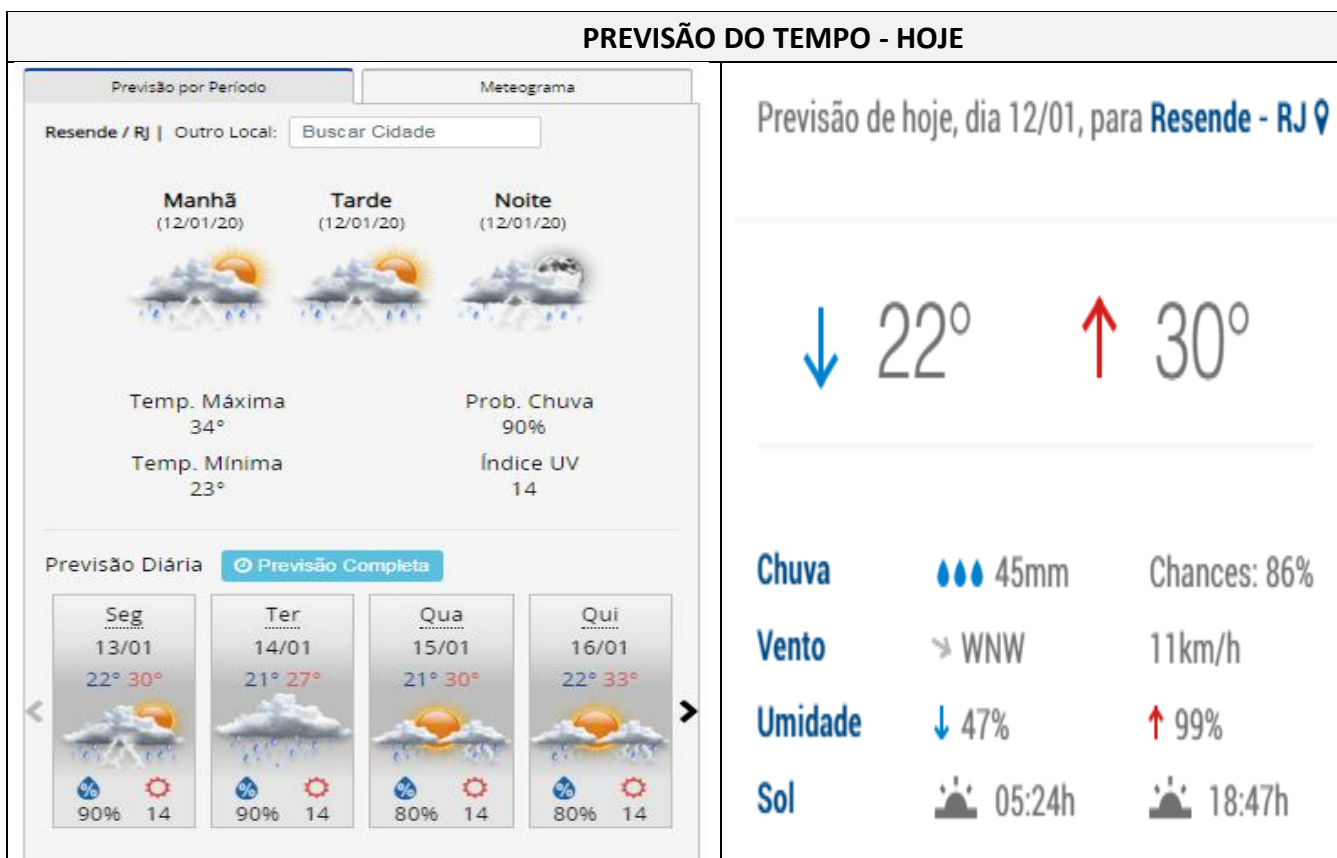 PREVISÃO DO TEMPO - HOJE
Previsão por Período
Meteograma
Resende / RJ | Outro Local: Buscar Cidade
Manhã Tarde Noite
(12/01/20) (12/01/20) (12/01/20)
Temp. Máxima Prob. Chuva
34° 90%
Temp. Mínima Índice UV
23° 14
Previsão Diária Previsão Completa
Seg Ter Qua Qui
13/01 14/01 15/01 16/01
22° 30° 21° 27° 21° 30° 22° 33°
% % % %
90% 14 90% 14 80% 14 80% 14
Previsão de hoje, dia 12/01, para Resende - RJ
↓ 22° ↑ 30°
Chuva 45mm Chances: 86%
Vento WNW 11km/h
Umidade ↓ 47% ↑ 99%
Sol 05:24h 18:47h